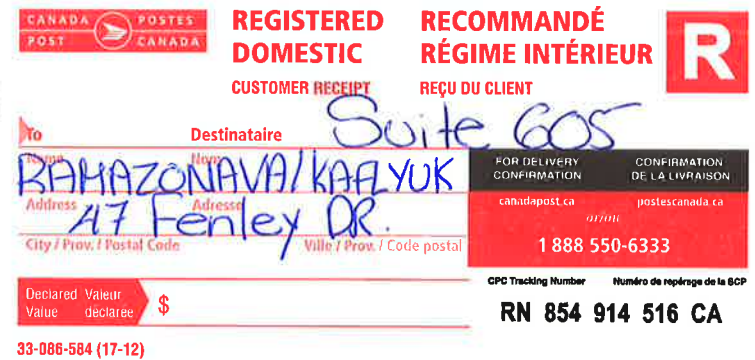 CANADA POSTES
POST CANADA
REGISTERED RECOMMANDÉ
DOMESTIC RÉGIME INTÉRIEUR
R
CUSTOMER RECEIPT REÇU DU CLIENT
Suite 605
To Destinataire
Name Nom
RAMAZONAVA/KAFLYUK
FOR DELIVERY CONFIRMATION
CONFIRMATION DE LA LIVRAISON
Address Adresse
47 Fenley DR.
canadapost.ca postescanada.ca
or/ou
1 888 550-6333
City / Prov. / Postal Code Ville / Prov. / Code postal
CPC Tracking Number Numéro de repérage de la SCP
RN 854 914 516 CA
Declared Valeur
Value déclarée
$
33-086-584 (17-12)